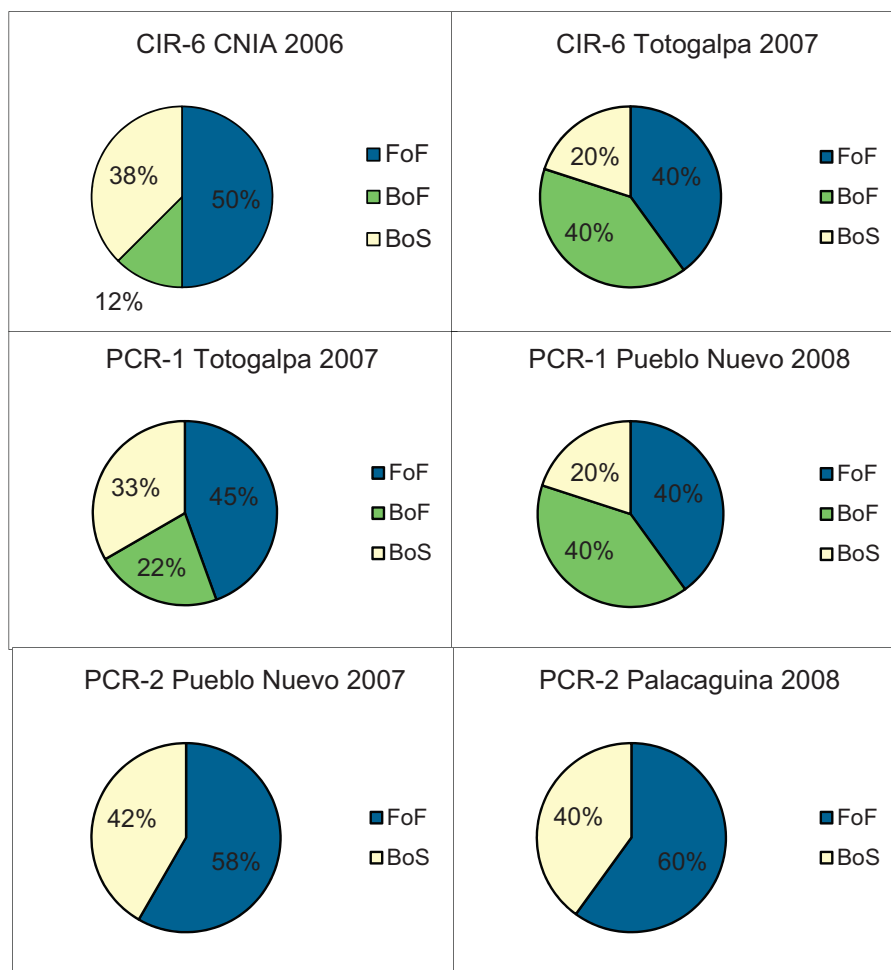 CIR-6 CNIA 2006
38%
50%
12%
FoF
BoF
BoS
CIR-6 Totogalpa 2007
20%
40%
40%
FoF
BoF
BoS
PCR-1 Totogalpa 2007
33%
45%
22%
FoF
BoF
BoS
PCR-1 Pueblo Nuevo 2008
20%
40%
40%
FoF
BoF
BoS
PCR-2 Pueblo Nuevo 2007
42%
58%
FoF
BoS
PCR-2 Palacaguina 2008
40%
60%
FoF
BoS